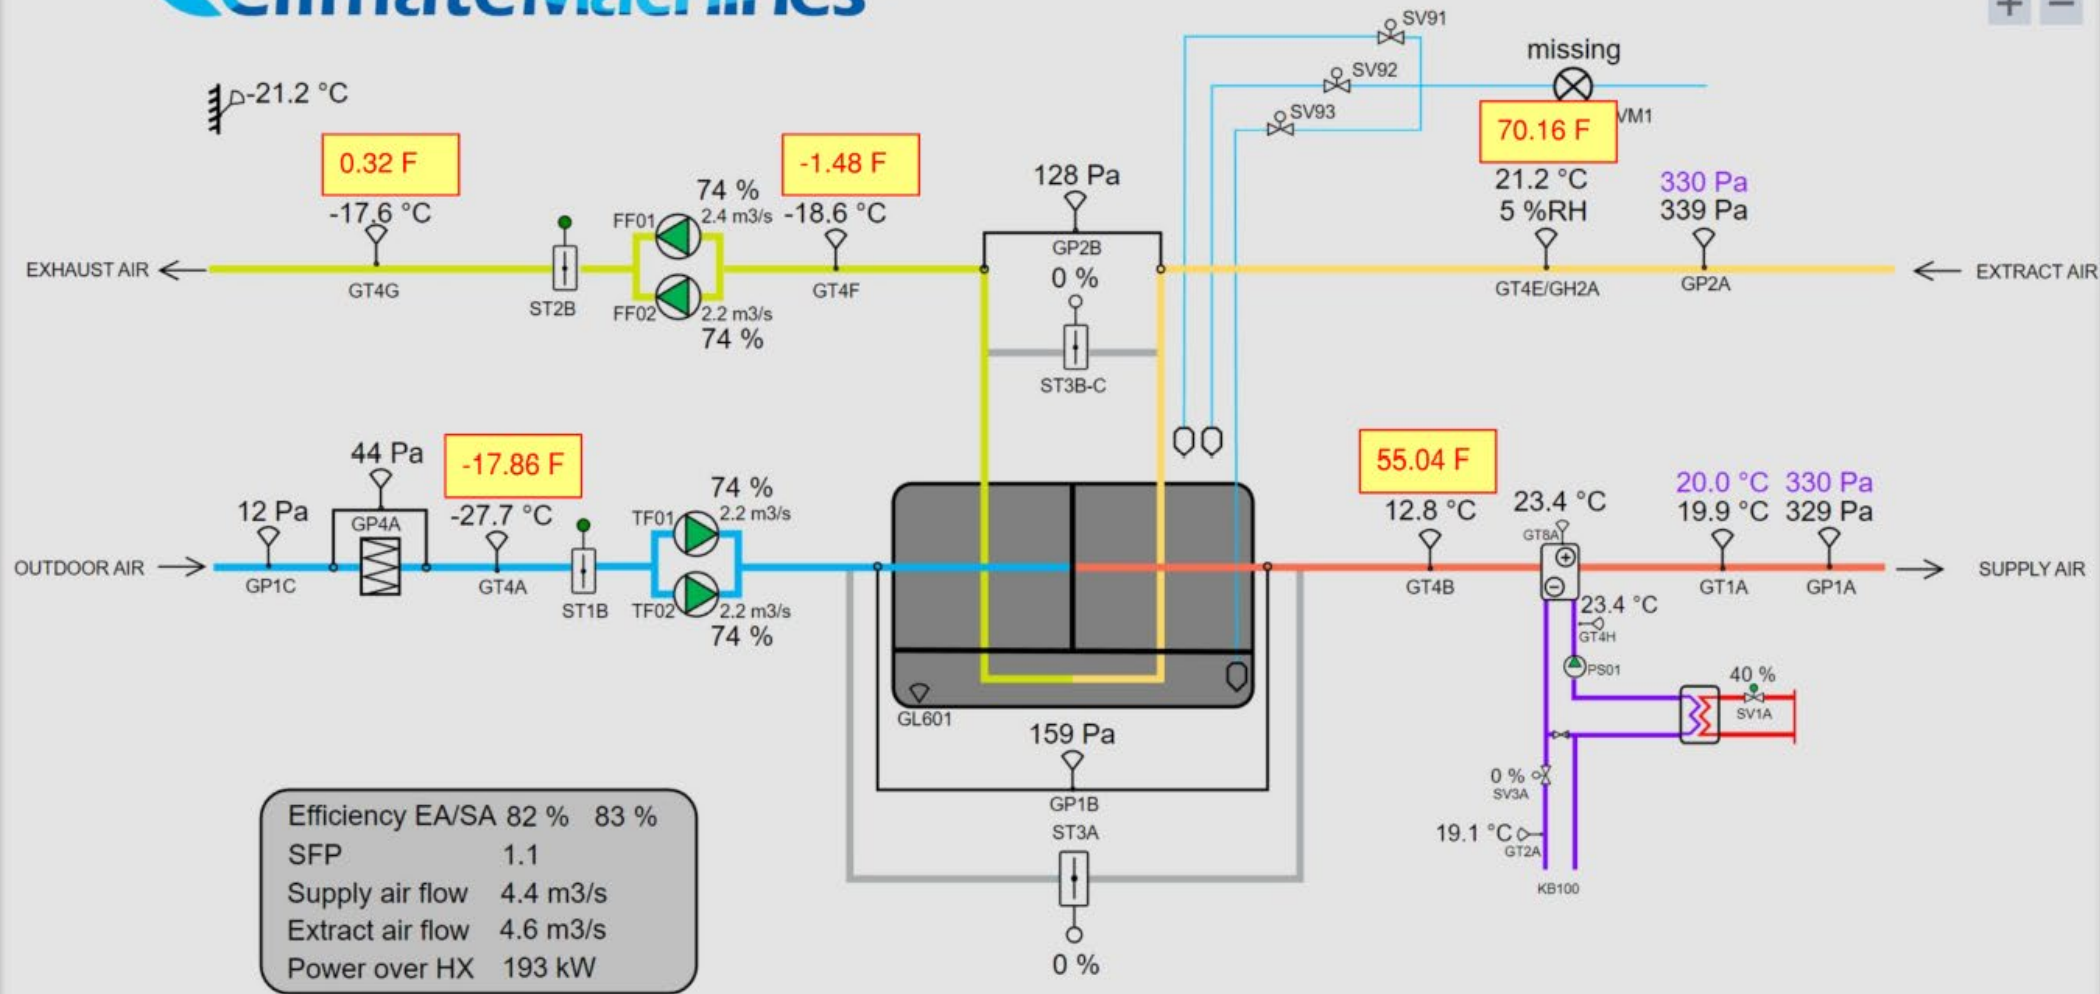 ClimateMachines
+ −
SV91
missing
SV92
-21.2 °C
SV93
70.16 F
VM1
0.32 F
-1.48 F
128 Pa
21.2 °C
330 Pa
74 %
-17.6 °C
FF01
2.4 m3/s
-18.6 °C
5 %RH
339 Pa
GP2B
EXHAUST AIR
EXTRACT AIR
0 %
GT4G
GT4F
GT4E/GH2A
GP2A
ST2B
FF02
2.2 m3/s
74 %
ST3B-C
44 Pa
-17.86 F
55.04 F
74 %
20.0 °C 330 Pa
12 Pa
-27.7 °C
TF01
2.2 m3/s
12.8 °C
23.4 °C
19.9 °C 329 Pa
GP4A
GT8A
OUTDOOR AIR
SUPPLY AIR
GP1C
GT4A
GT4B
GT1A
GP1A
ST1B
TF02
2.2 m3/s
23.4 °C
74 %
GT4H
PS01
40 %
GL601
SV1A
159 Pa
0 %
SV3A
GP1B
Efficiency EA/SA 82 % 83 %
ST3A
19.1 °C
GT2A
SFP 1.1
Supply air flow 4.4 m3/s
KB100
Extract air flow 4.6 m3/s
Power over HX 193 kW
0 %